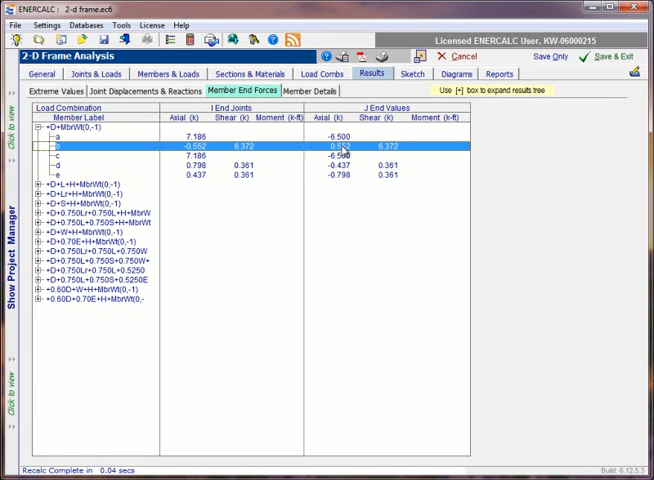 ENERCALC : 2-d frame.ec6
File Settings Databases Tools License Help
Licensed ENERCALC User, KW-06000215
2-D Frame Analysis
Cancel Save Only Save & Exit
General Joints & Loads Members & Loads Sections & Materials Load Combs Results Sketch Diagrams Reports
Extreme Values Joint Displacements & Reactions Member End Forces Member Details Use [+] box to expand results tree
Load Combination I End Joints J End Values
Member Label Axial (k) Shear (k) Moment (k-ft) Axial (k) Shear (k) Moment (k-ft)
+D+MbrWt(0,-1)
a 7.186 -6.500
b -0.552 6.372 6.372
c 7.186
d 0.798 0.361 -0.437 0.361
e 0.437 0.361 -0.798 0.361
+D+L+H+MbrWt(0,-1)
+D+Lr+H+MbrWt(0,-1)
+D+S+H+MbrWt(0,-1)
+D+0.750Lr+0.750L+H+MbrW
+D+0.750L+0.750S+H+MbrWt
+D+W+H+MbrWt(0,-1)
+D+0.70E+H+MbrWt(0,-1)
+D+0.750Lr+0.750L+0.750W
+D+0.750L+0.750S+0.750W+
+D+0.750Lr+0.750L+0.5250
+D+0.750L+0.750S+0.5250E
+0.60D+W+H+MbrWt(0,-1)
+0.60D+0.70E+H+MbrWt(0,-
Click to view
Show Project Manager
Click to view
Recalc Complete in 0.04 secs
Build: 6.12.5.3